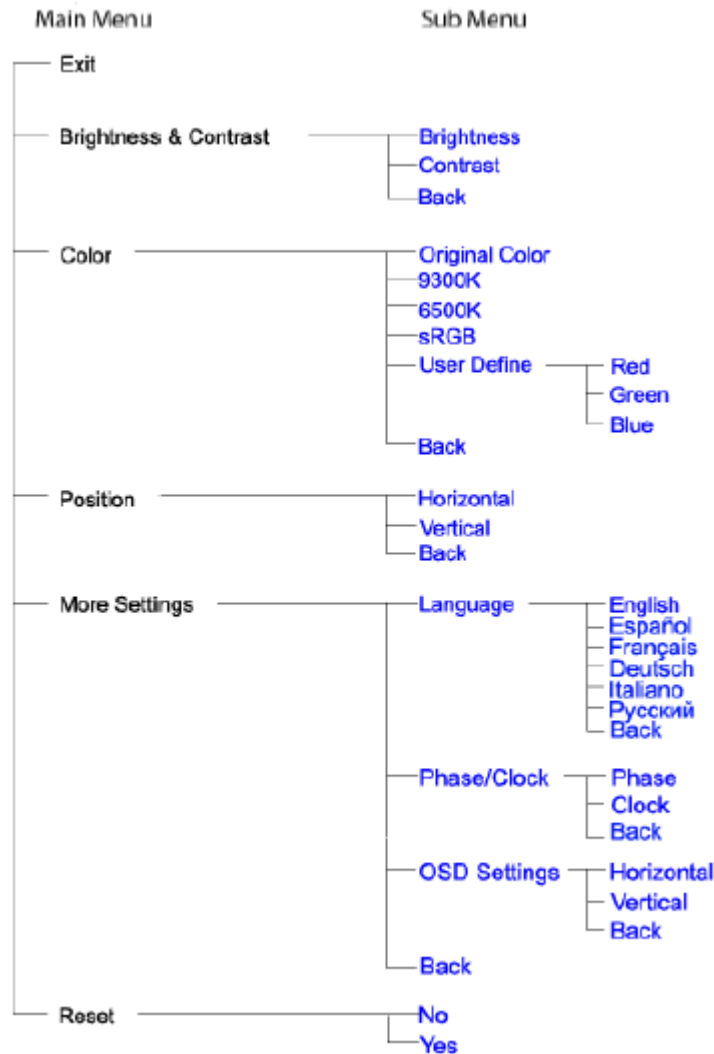 Main Menu Sub Menu
Exit
Brightness & Contrast Brightness
Contrast
Back
Color Original Color
9300K
6500K
sRGB
User Define Red
Green
Blue
Back
Position Horizontal
Vertical
Back
More Settings Language English
Español
Français
Deutsch
Italiano
Русский
Back
Phase/Clock Phase
Clock
Back
OSD Settings Horizontal
Vertical
Back
Back
Reset No
Yes